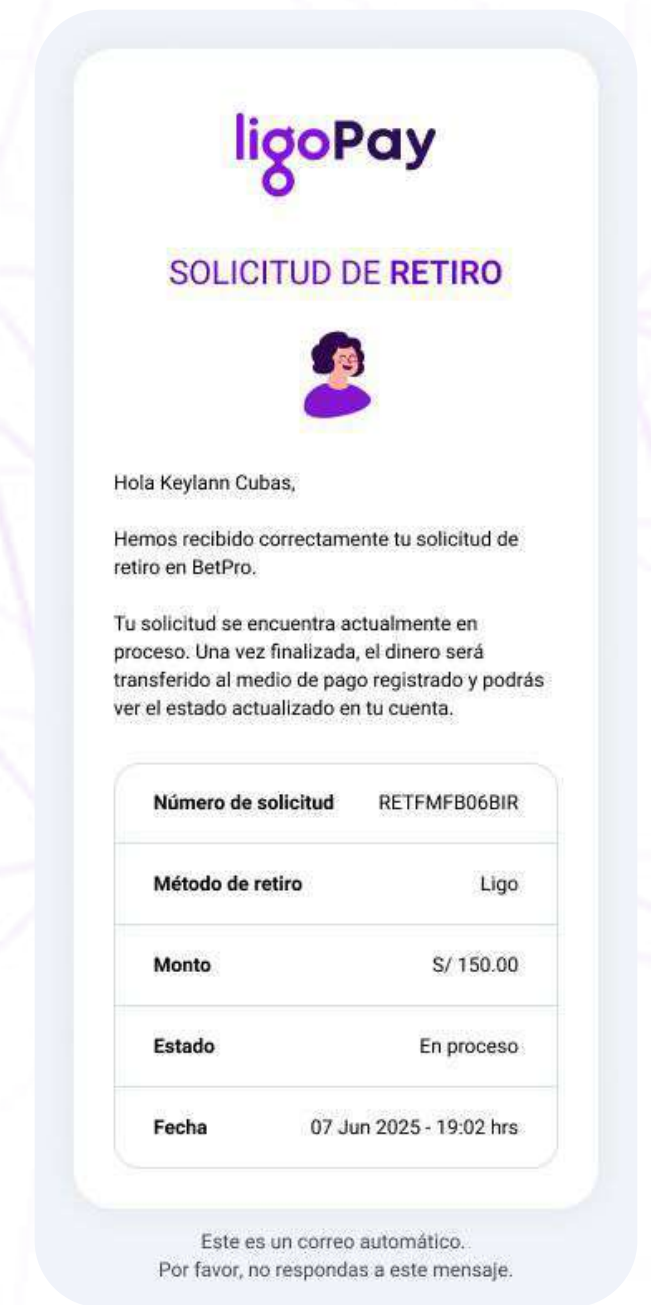 ligoPay
SOLICITUD DE RETIRO
Hola Keylann Cubas,
Hemos recibido correctamente tu solicitud de
retiro en BetPro.
Tu solicitud se encuentra actualmente en
proceso. Una vez finalizada, el dinero será
transferido al medio de pago registrado y podrás
ver el estado actualizado en tu cuenta.
Número de solicitud RETFMFB06BIR
Método de retiro Ligo
Monto S/ 150.00
Estado En proceso
Fecha 07 Jun 2025 - 19:02 hrs
Este es un correo automático.
Por favor, no respondas a este mensaje.